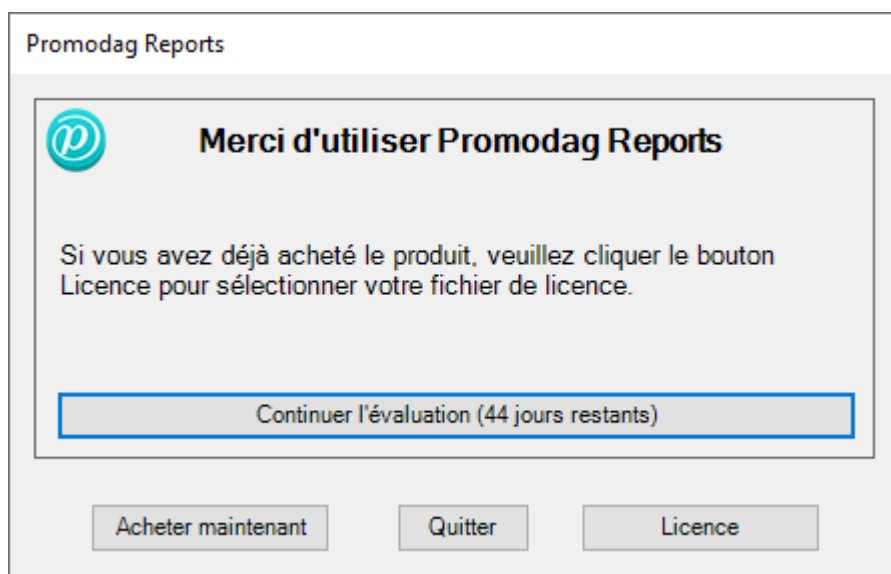 Promodag Reports
Merci d'utiliser Promodag Reports
Si vous avez déjà acheté le produit, veuillez cliquer le bouton
Licence pour sélectionner votre fichier de licence.
Continuer l'évaluation (44 jours restants)
Acheter maintenant
Quitter
Licence